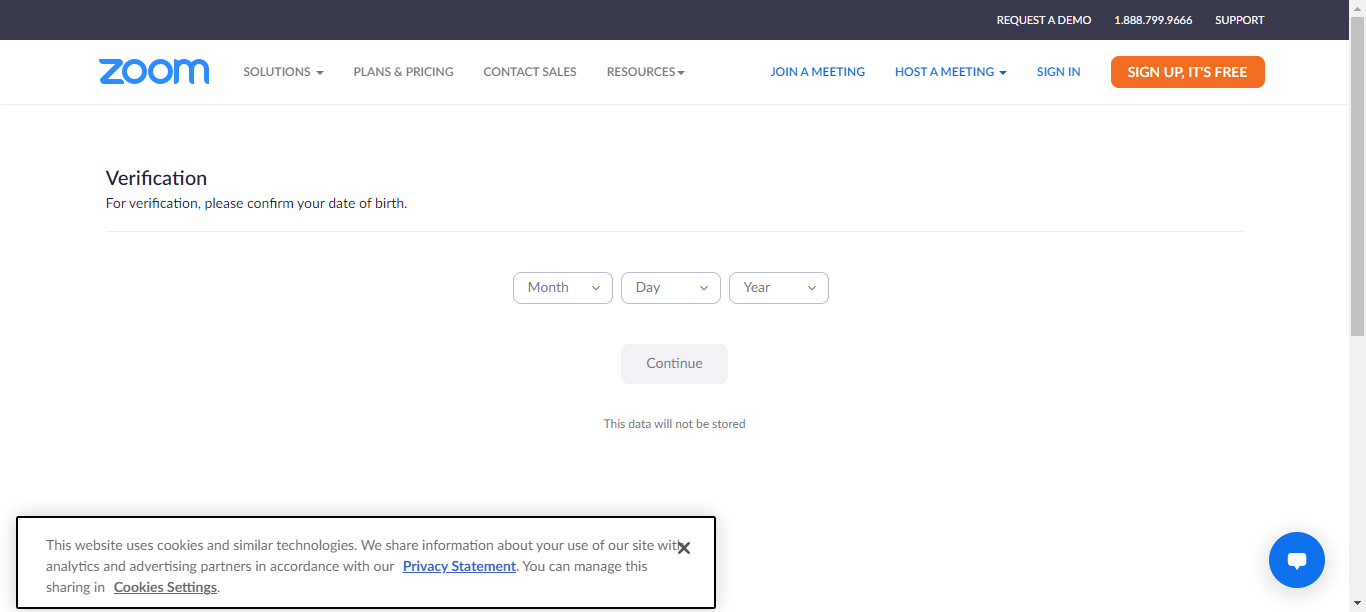 REQUEST A DEMO 1.888.799.9666 SUPPORT
zoom SOLUTIONS PLANS & PRICING CONTACT SALES RESOURCES JOIN A MEETING HOST A MEETING SIGN IN SIGN UP, IT'S FREE
Verification
For verification, please confirm your date of birth.
Month Day Year
Continue
This data will not be stored
This website uses cookies and similar technologies. We share information about your use of our site with
analytics and advertising partners in accordance with our Privacy Statement. You can manage this
sharing in Cookies Settings.